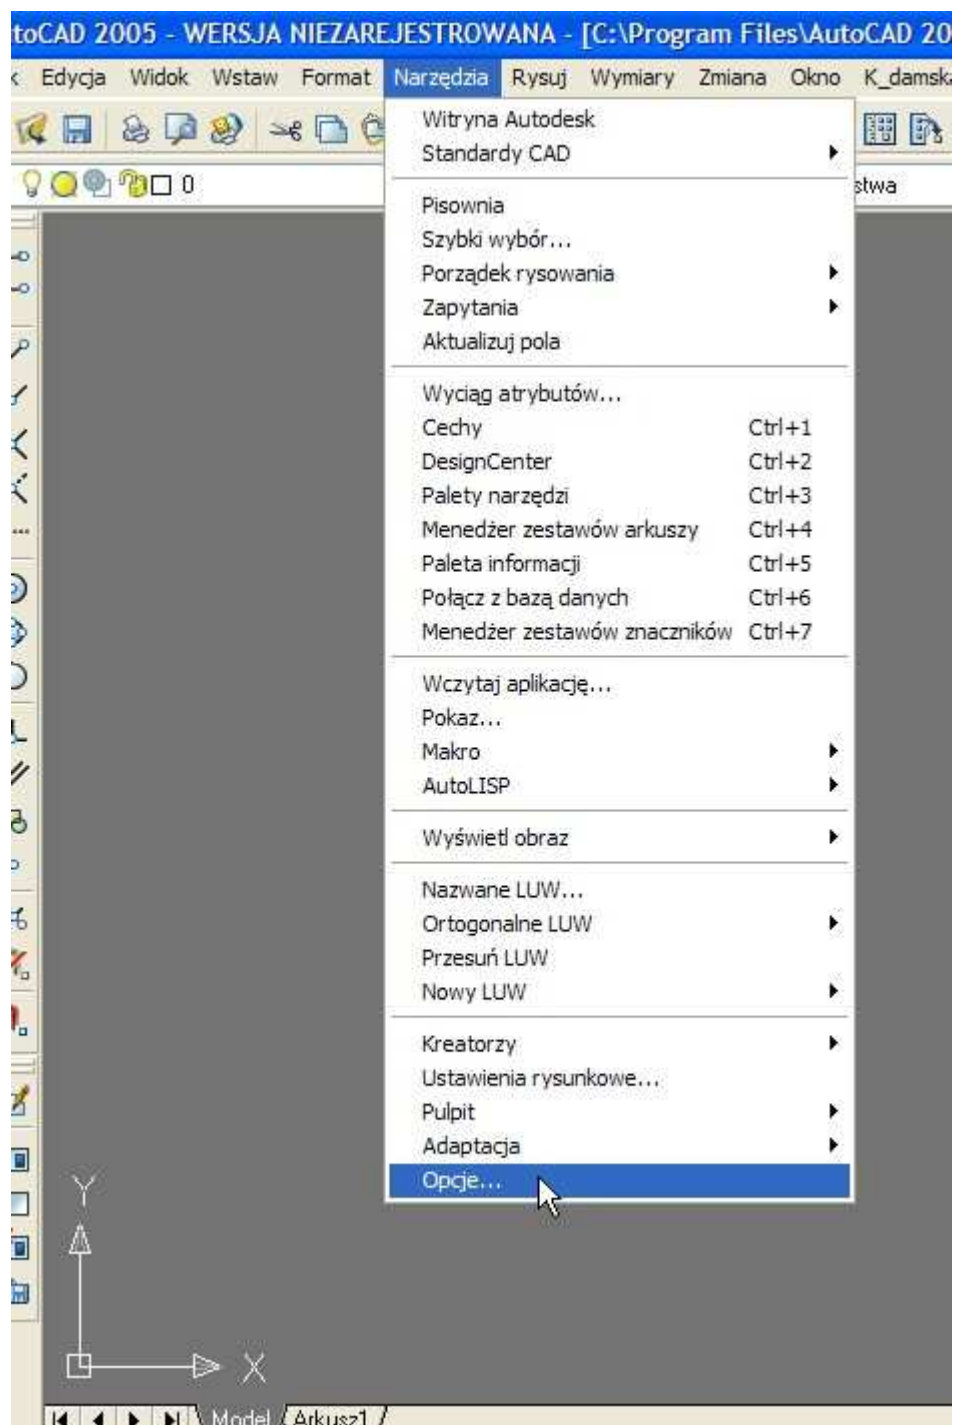 toCAD 2005 - WERSJA NIEZAREJESTROWANA - [C:\Program Files\AutoCAD 20
k Edycja Widok Wstaw Format Narzędzia Rysuj Wymiary Zmiana Okno K_damska
0
stwa
Witryna Autodesk
Standardy CAD
Pisownia
Szybki wybór...
Porządek rysowania
Zapytania
Aktualizuj pola
Wyciąg atrybutów...
Cechy Ctrl+1
DesignCenter Ctrl+2
Palety narzędzi Ctrl+3
Menedżer zestawów arkuszy Ctrl+4
Paleta informacji Ctrl+5
Połącz z bazą danych Ctrl+6
Menedżer zestawów znaczników Ctrl+7
Wczytaj aplikację...
Pokaz...
Makro
AutoLISP
Wyświetl obraz
Nazwane LUW...
Ortogonalne LUW
Przesuń LUW
Nowy LUW
Kreatorzy
Ustawienia rysunkowe...
Pulpit
Adaptacja
Opcje...
Y
X
Model Arkusz1